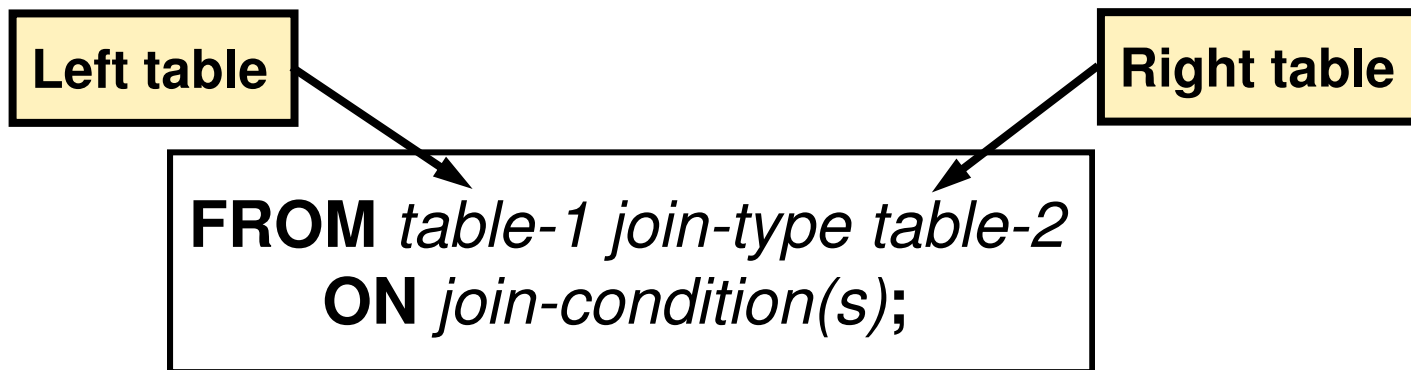 Left table
Right table
FROM table-1 join-type table-2
ON join-condition(s);